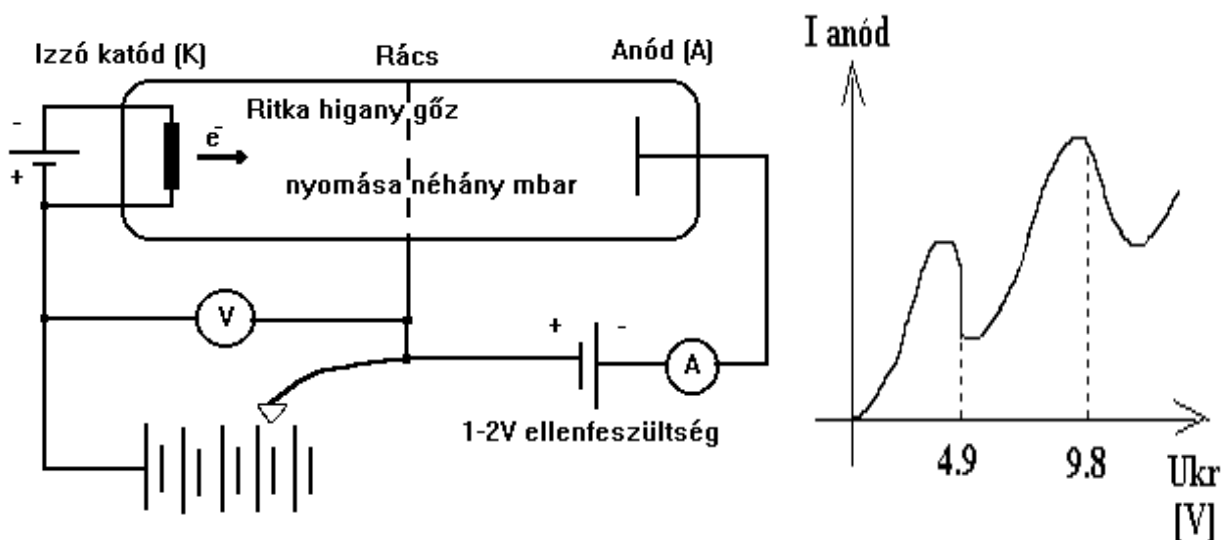 Izzó katód (K)
Rács
Anód (A)
Ritka higany gőz
-
+
e-
nyomása néhány mbar
V
+
-
A
1-2V ellenfeszültség
I anód
4.9
9.8
Ukr
[V]